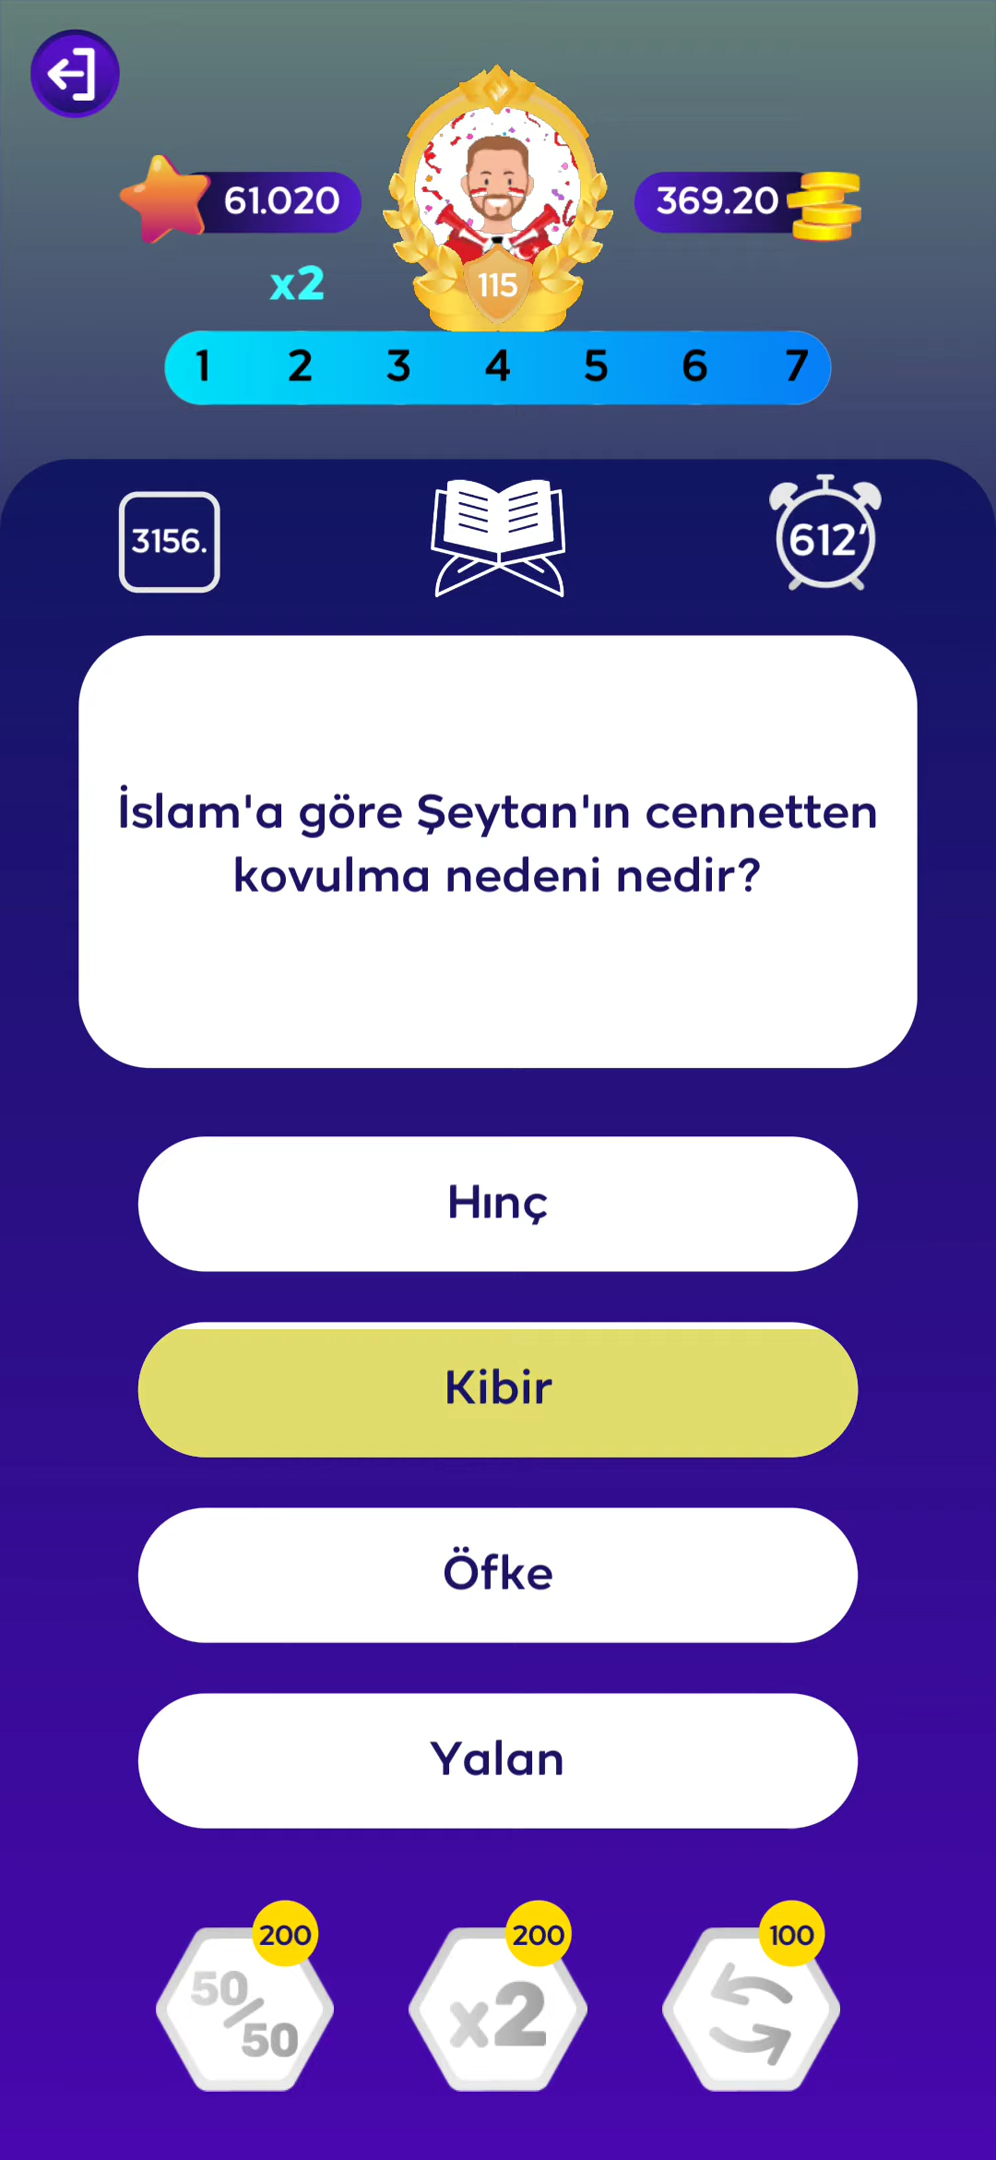 61.020
369.20
x2
115
1 2 3 4 5 6 7
3156.
612'
İslam'a göre Şeytan'ın cennetten
kovulma nedeni nedir?
Hınç
Kibir
Öfke
Yalan
200
200
100
50/50
x2